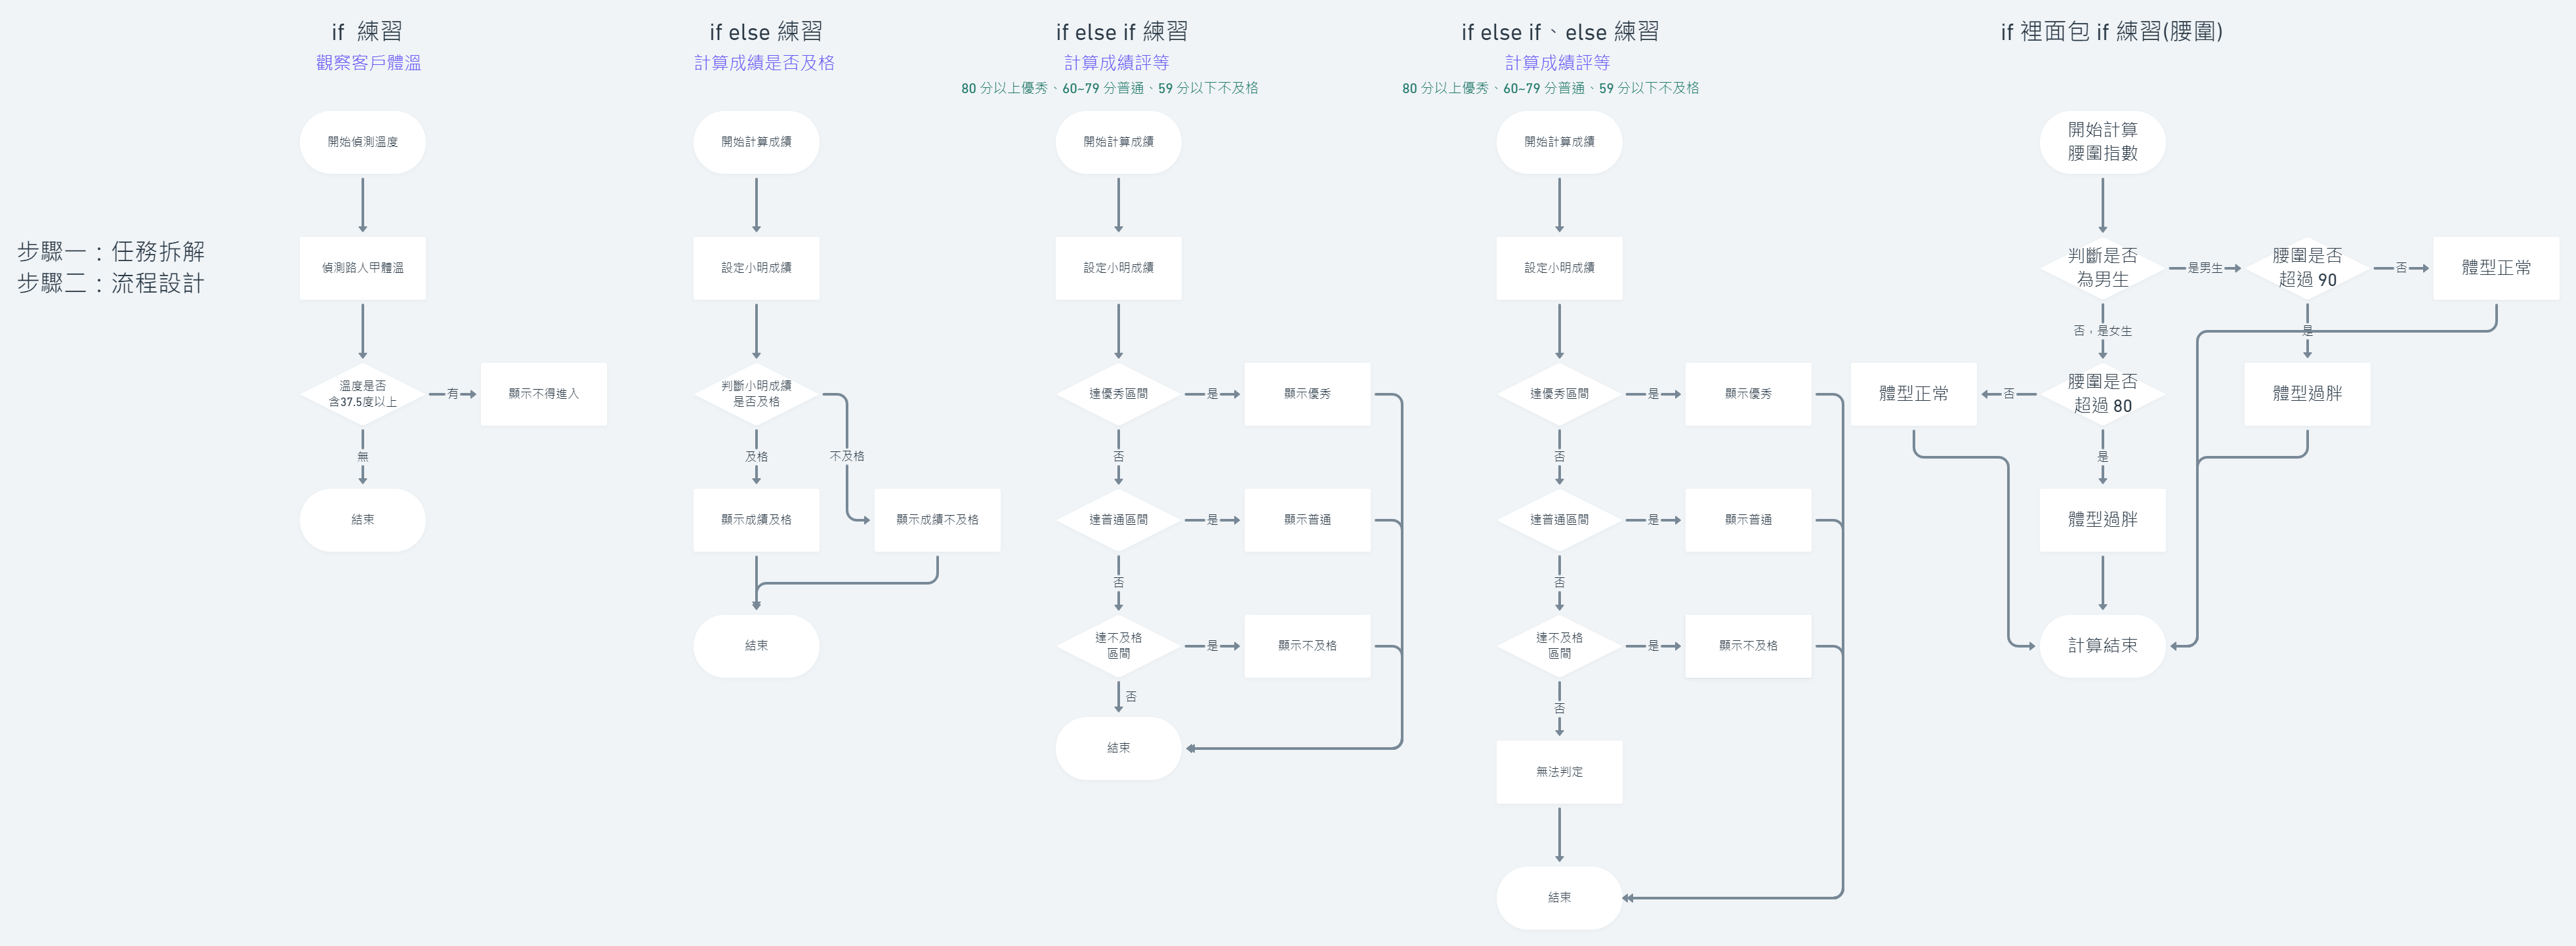 if 練習
觀察客戶體溫
開始偵測溫度
步驟一：任務拆解
步驟二：流程設計
偵測路人甲體溫
溫度是否
含37.5度以上
有
顯示不得進入
無
結束
if else 練習
計算成績是否及格
開始計算成績
設定小明成績
判斷小明成績
是否及格
及格
不及格
顯示成績及格
顯示成績不及格
結束
if else if 練習
計算成績評等
80 分以上優秀、60~79 分普通、59 分以下不及格
開始計算成績
設定小明成績
達優秀區間
是
顯示優秀
否
達普通區間
是
顯示普通
否
達不及格
區間
是
顯示不及格
否
結束
if else if、else 練習
計算成績評等
80 分以上優秀、60~79 分普通、59 分以下不及格
開始計算成績
設定小明成績
達優秀區間
是
顯示優秀
否
達普通區間
是
顯示普通
否
達不及格
區間
是
顯示不及格
否
無法判定
結束
if 裡面包 if 練習(腰圍)
開始計算
腰圍指數
判斷是否
為男生
是男生
腰圍是否
超過 90
否
體型正常
否，是女生
是
體型正常
否
腰圍是否
超過 80
體型過胖
是
體型過胖
計算結束